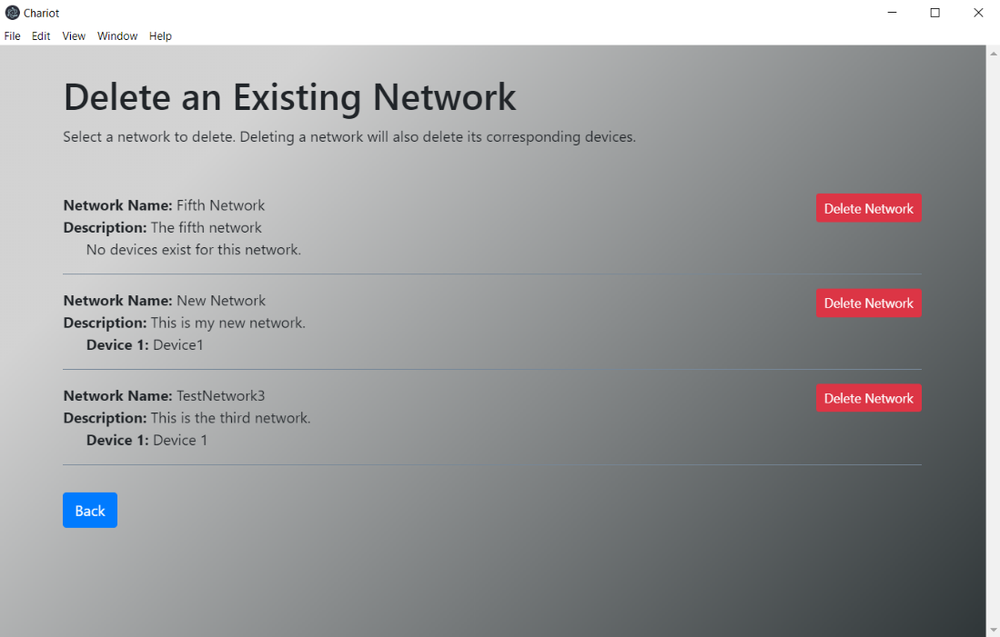 Chariot
File Edit View Window Help
Delete an Existing Network
Select a network to delete. Deleting a network will also delete its corresponding devices.
Network Name: Fifth Network
Delete Network
Description: The fifth network
No devices exist for this network.
Network Name: New Network
Delete Network
Description: This is my new network.
Device 1: Device1
Network Name: TestNetwork3
Delete Network
Description: This is the third network.
Device 1: Device 1
Back